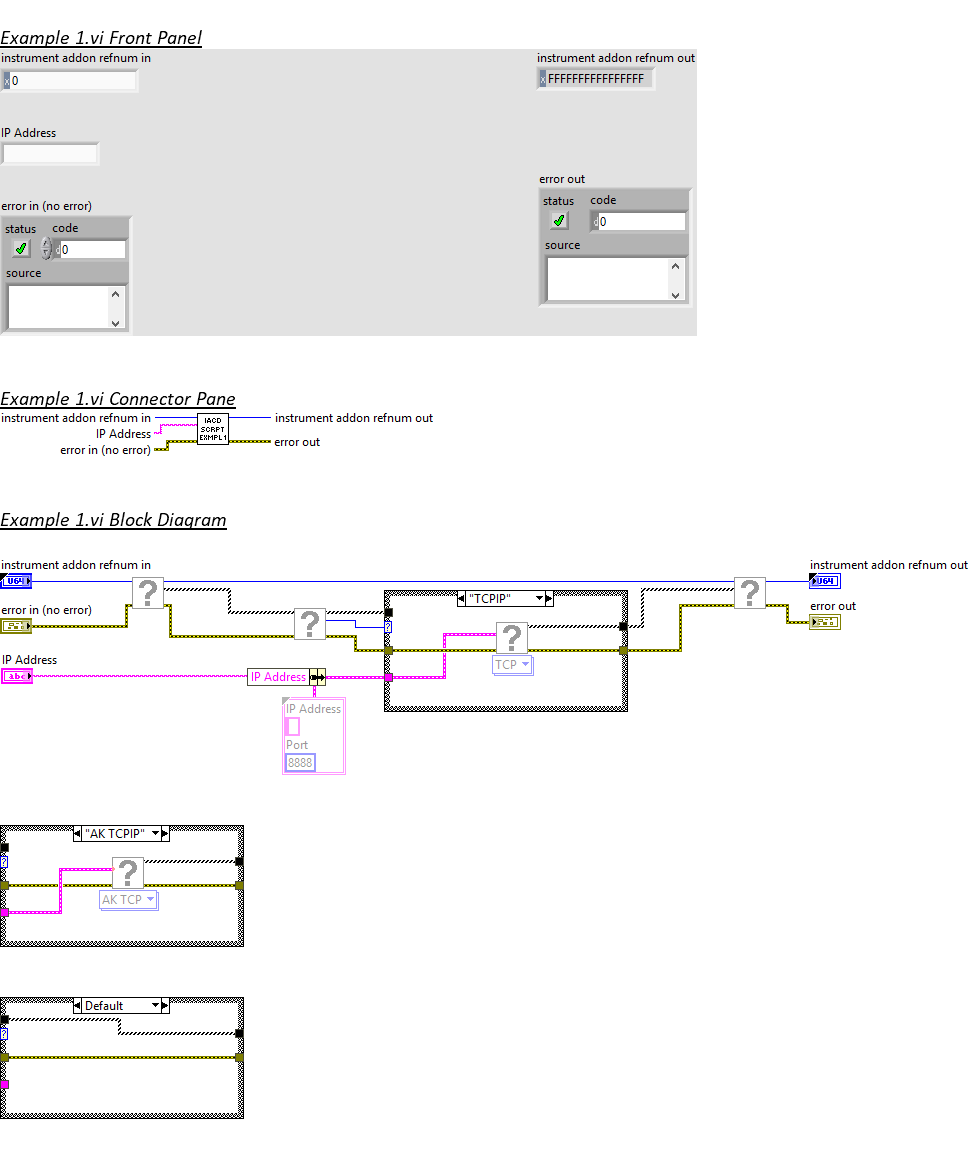 Example 1.vi Front Panel
instrument addon refnum in
x 0
instrument addon refnum out
x FFFFFFFFFFFFFFFF
IP Address
error in (no error)
status code
d 0
source
error out
status code
d 0
source
Example 1.vi Connector Pane
instrument addon refnum in
IP Address
error in (no error)
IACD
SCRPT
EXMPL1
instrument addon refnum out
error out
Example 1.vi Block Diagram
instrument addon refnum in
U64
error in (no error)
IP Address
abc
?
?
IP Address
IP Address
Port
8888
"TCPIP"
?
?
TCP
?
instrument addon refnum out
U64
error out
"AK TCPIP"
?
?
AK TCP
Default
?